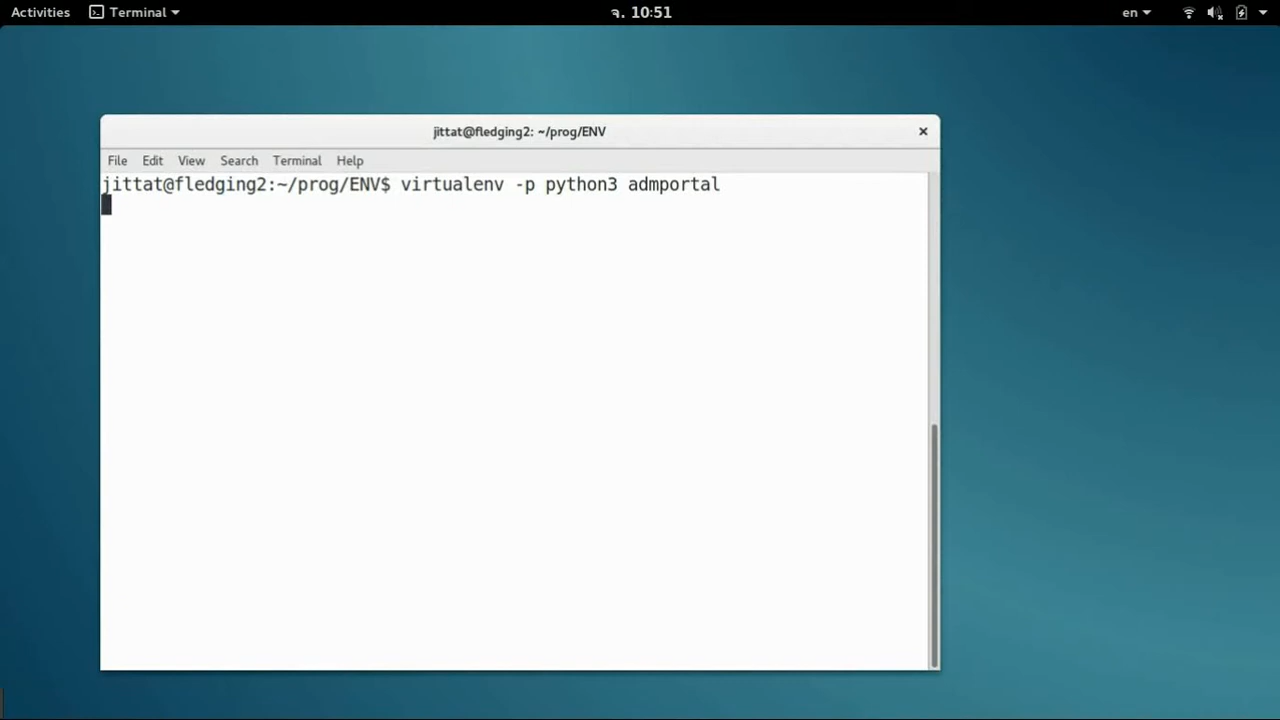 Activities Terminal จ. 10:51 en
jittat@fledging2: ~/prog/ENV
File Edit View Search Terminal Help
jittat@fledging2:~/prog/ENV$ virtualenv -p python3 admportal